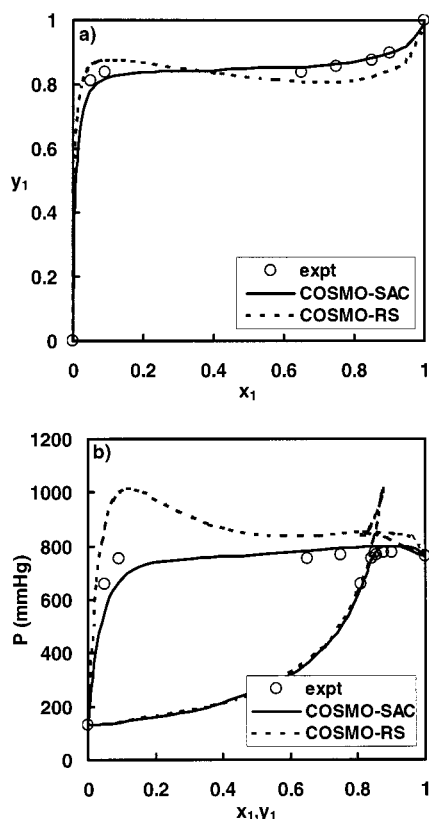 a)
1
0.8
0.6
y1
0.4
0.2
0
expt
COSMO-SAC
COSMO-RS
0 0.2 0.4 0.6 0.8 1
x1
b)
1200
1000
800
600
400
200
0
P (mmHg)
expt
COSMO-SAC
COSMO-RS
0 0.2 0.4 0.6 0.8 1
x1,y1